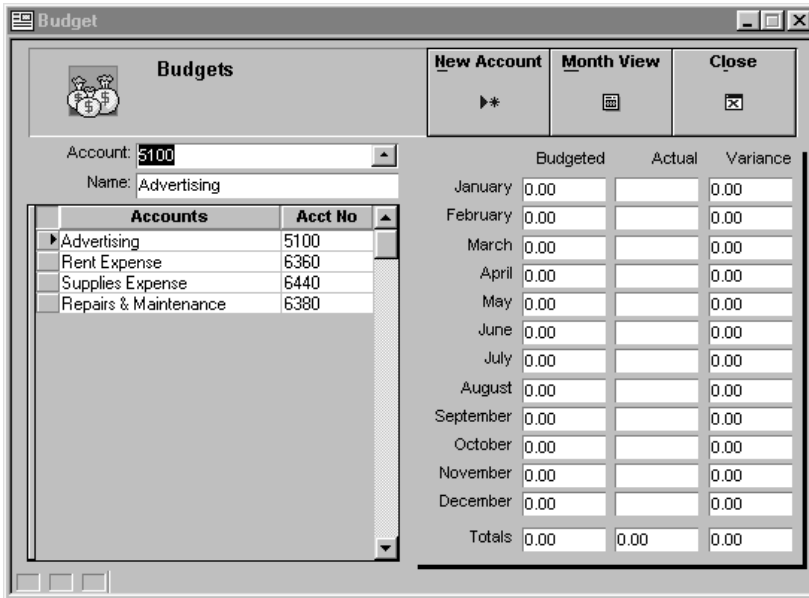 Budget
Budgets
New Account Month View Close
Account: 5100
Name: Advertising
Accounts Acct No
Advertising 5100
Rent Expense 6360
Supplies Expense 6440
Repairs & Maintenance 6380
Budgeted Actual Variance
January 0.00 0.00
February 0.00 0.00
March 0.00 0.00
April 0.00 0.00
May 0.00 0.00
June 0.00 0.00
July 0.00 0.00
August 0.00 0.00
September 0.00 0.00
October 0.00 0.00
November 0.00 0.00
December 0.00 0.00
Totals 0.00 0.00 0.00